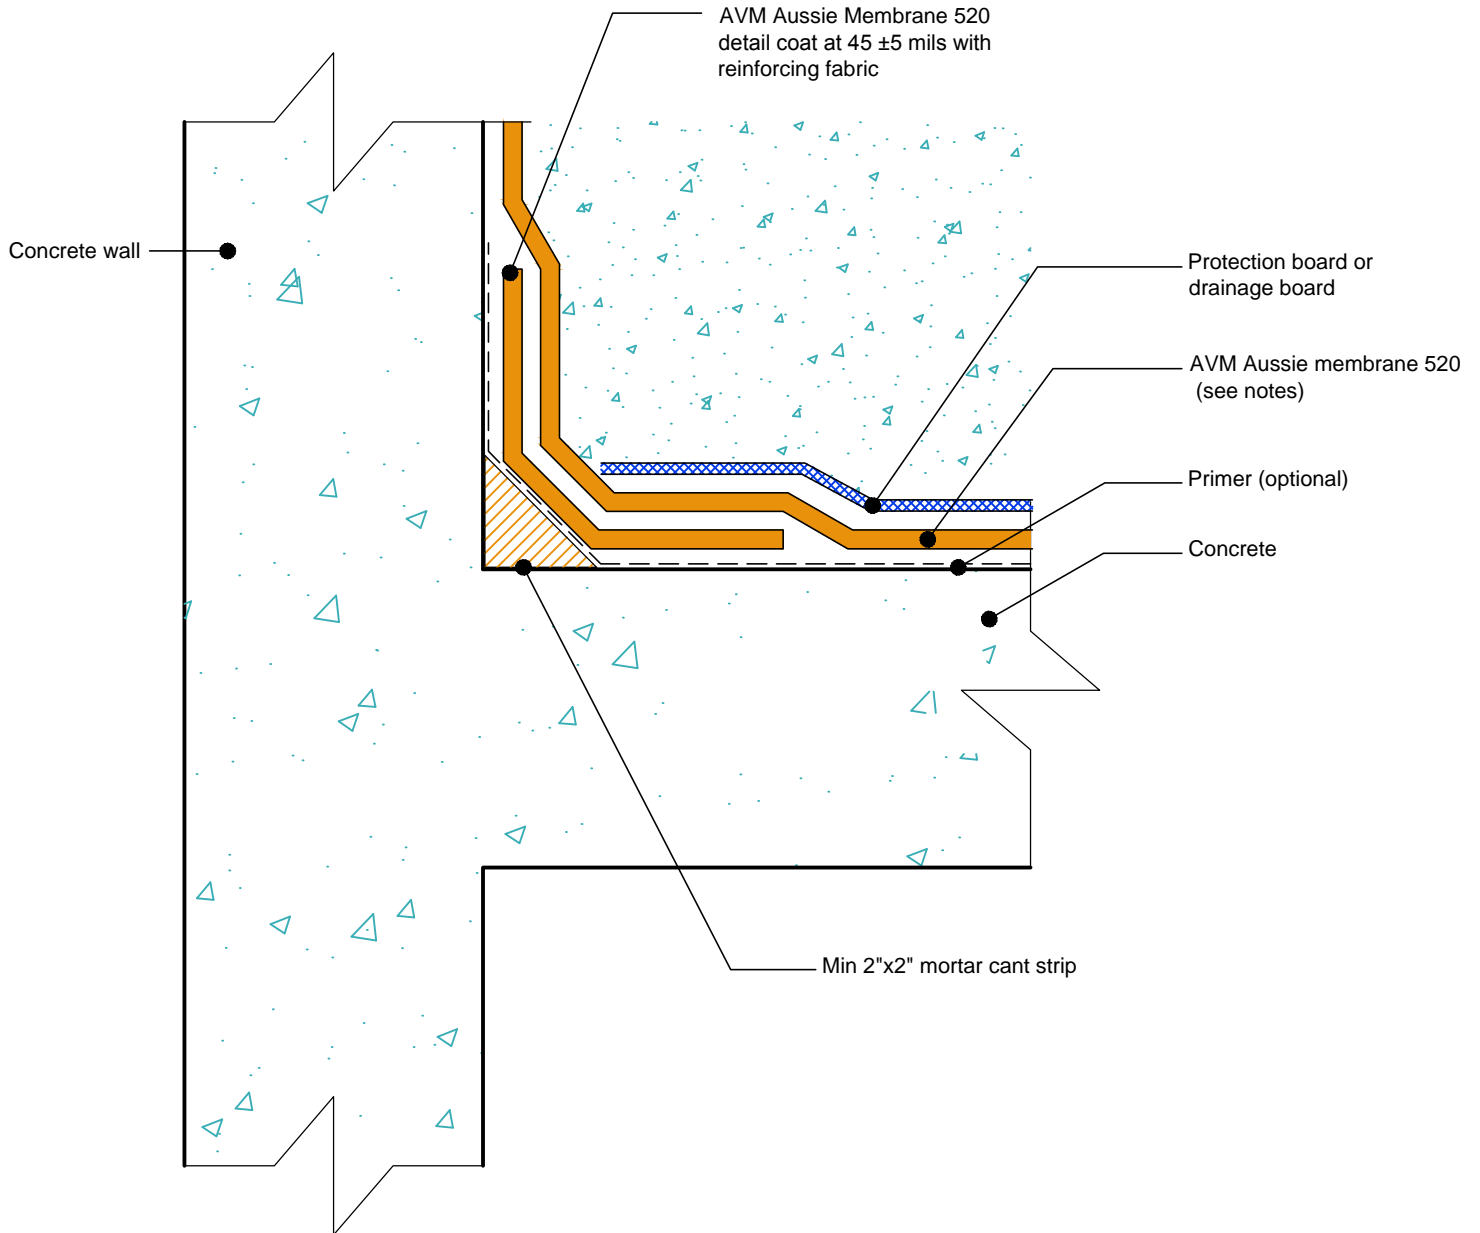 AVM Aussie Membrane 520
detail coat at 45 ±5 mils with
reinforcing fabric
Concrete wall
Protection board or
drainage board
AVM Aussie membrane 520
(see notes)
Primer (optional)
Concrete
Min 2"x2" mortar cant strip